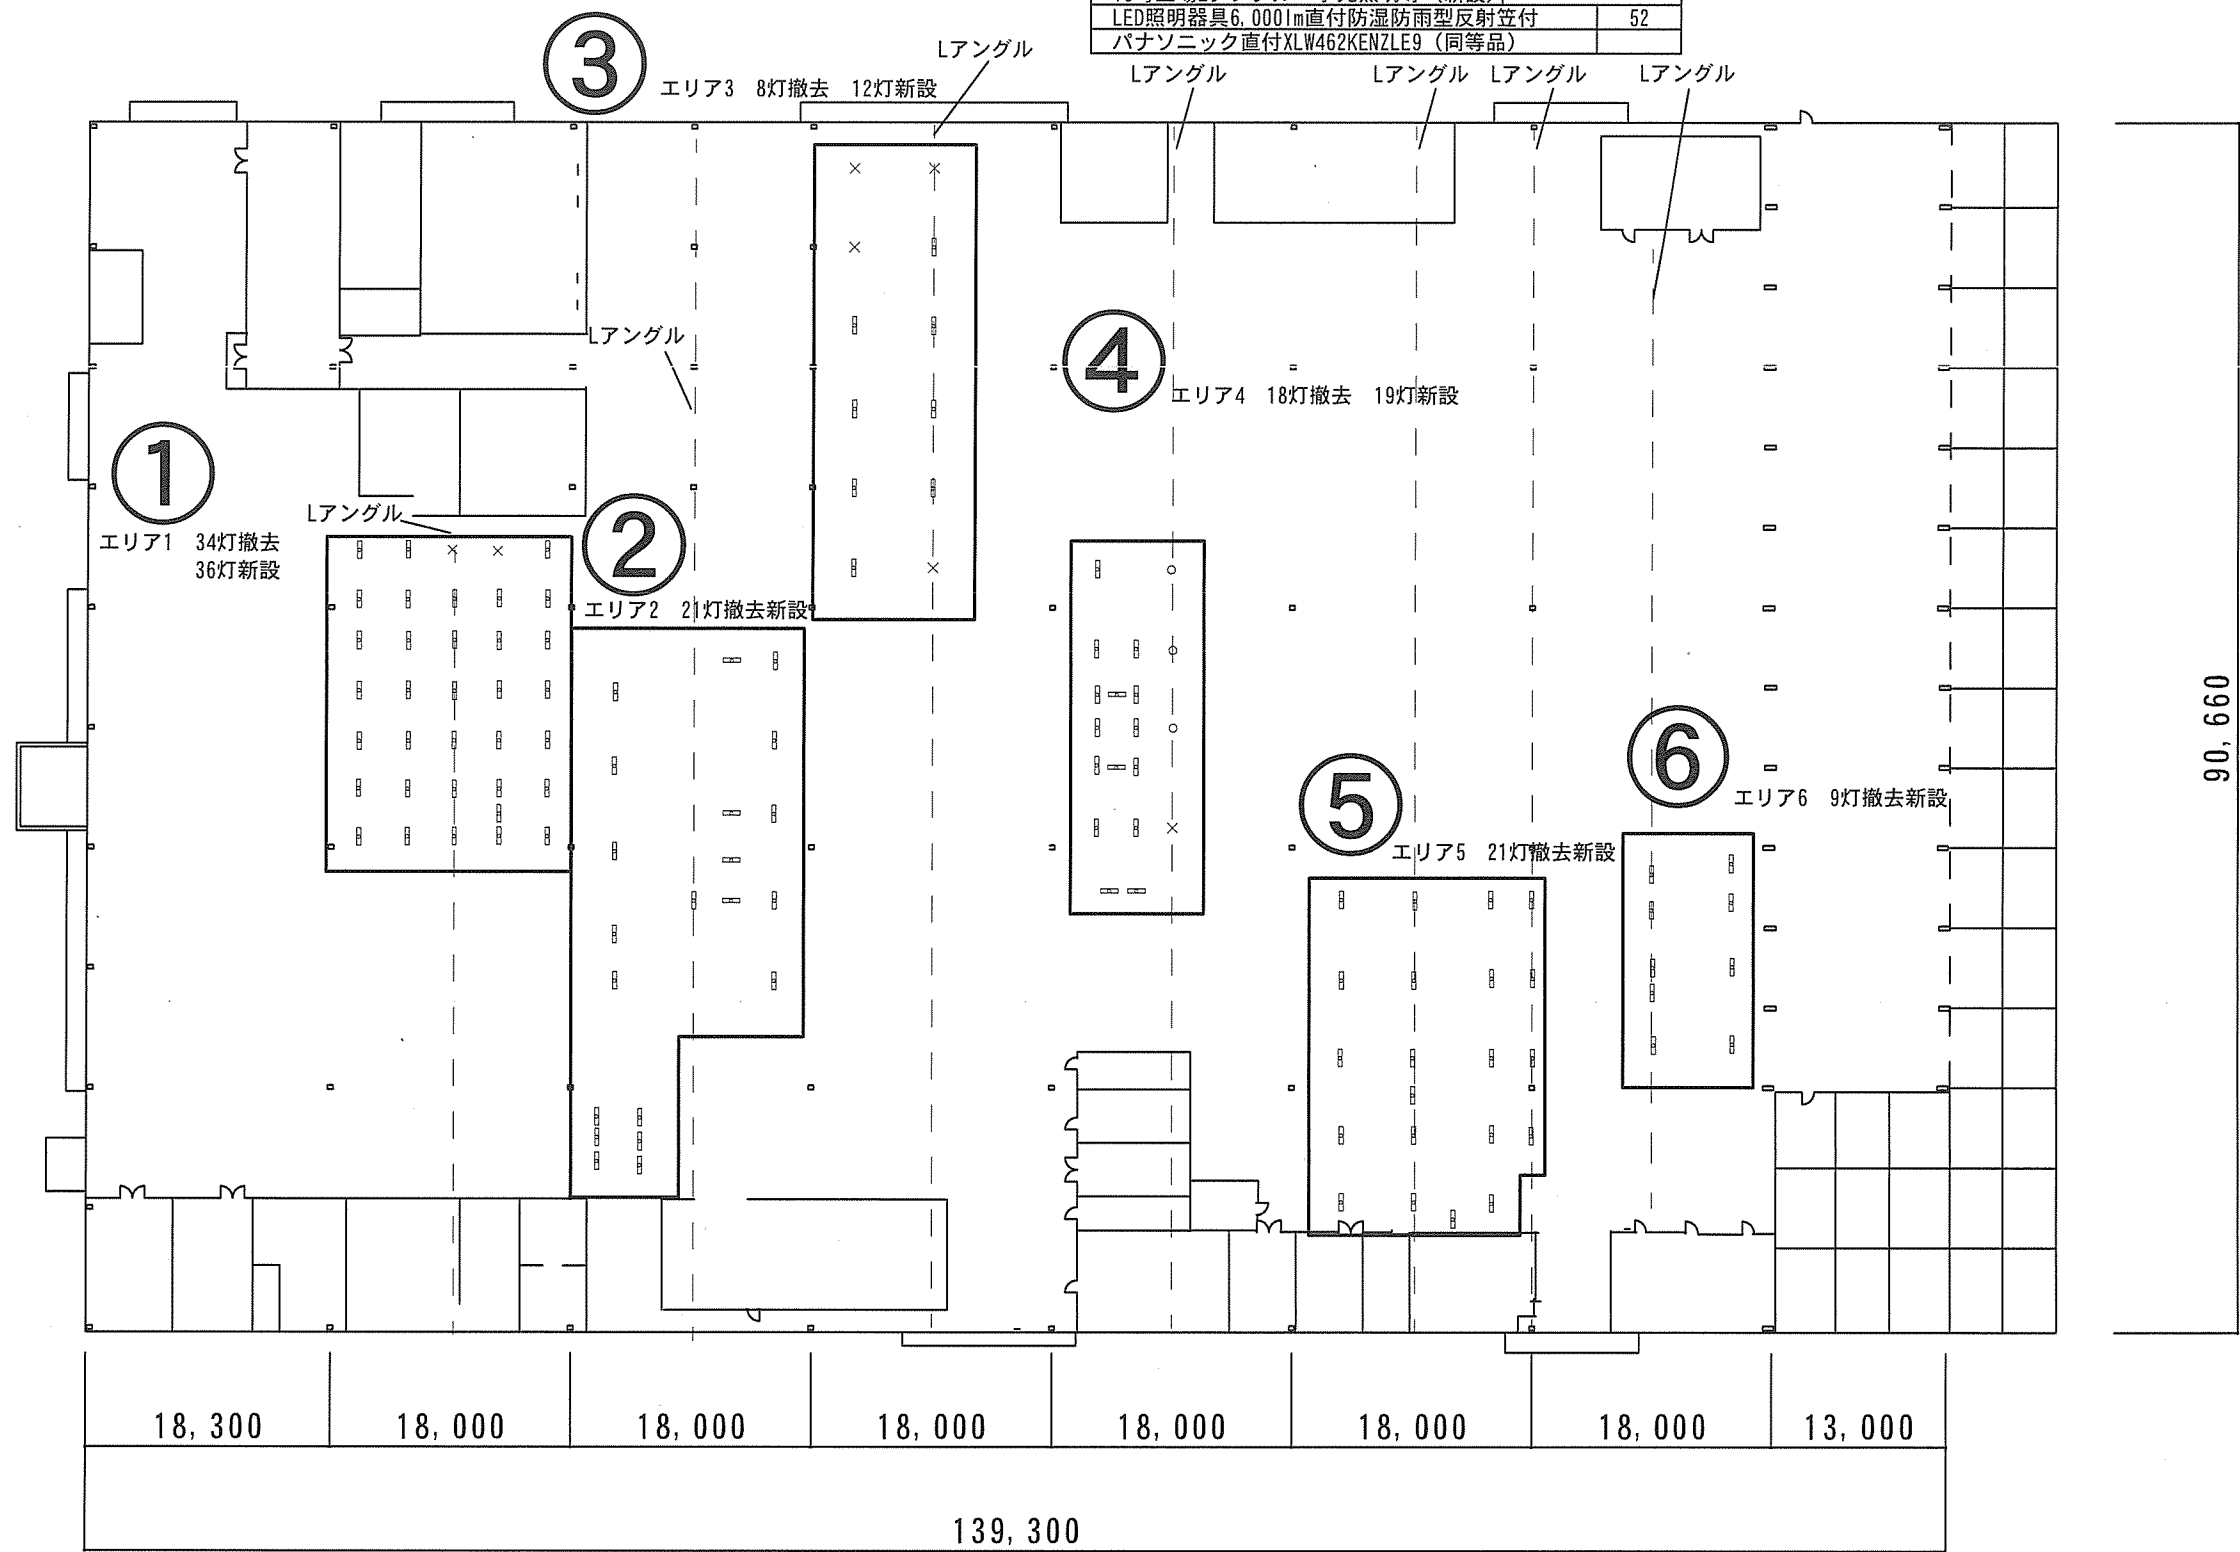 LED照明器具6,000lm直付防湿防雨型反射笠付 52
パナソニック直付XLW462KENZLE9（同等品）
③
エリア3 8灯撤去 12灯新設
Lアングル
Lアングル
Lアングル
Lアングル
Lアングル
Lアングル
④
エリア4 18灯撤去 19灯新設
①
エリア1 34灯撤去
36灯新設
Lアングル
②
エリア2 21灯撤去新設
⑤
エリア5 21灯撤去新設
⑥
エリア6 9灯撤去新設
90,660
18,300
18,000
18,000
18,000
18,000
18,000
18,000
13,000
139,300